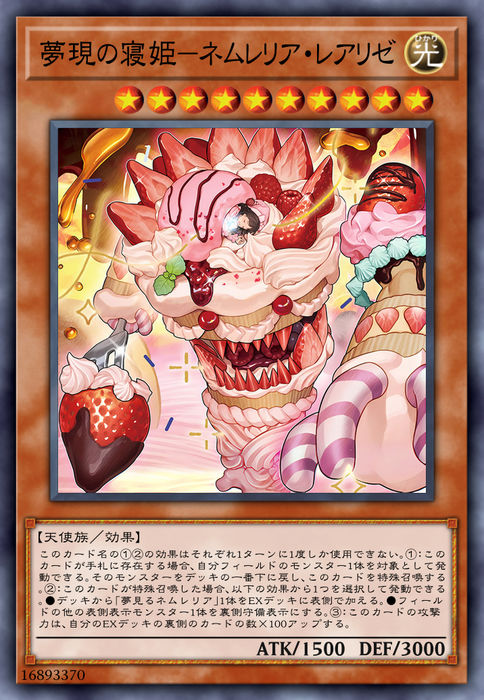 夢現の寝姫－ネムレリア・レアリゼ
ひかり
光
【天使族／効果】
このカード名の①②の効果はそれぞれ1ターンに1度しか使用できない。①：この
カードが手札に存在する場合、自分フィールドのモンスター1体を対象として発
動できる。そのモンスターをデッキの一番下に戻し、このカードを特殊召喚する
。②：このカードが特殊召喚した場合、以下の効果から1つを選択して発動できる。
●デッキから「夢見るネムレリア」1体をEXデッキに表側で加える。●フィール
ドの他の表側表示モンスター1体を裏側守備表示にする。③：このカードの攻撃
力は、自分のEXデッキの裏側のカードの数×100アップする。
ATK/1500 DEF/3000
16893370